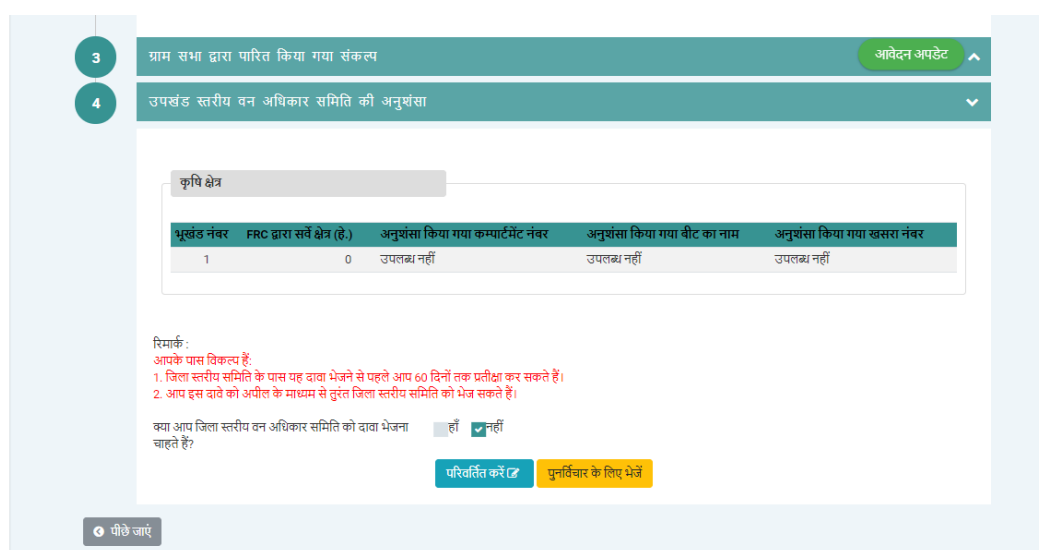 3 ग्राम सभा द्वारा पारित किया गया संकल्प आवेदन अपडेट
4 उपखंड स्तरीय वन अधिकार समिति की अनुशंसा
कृषि क्षेत्र
भूखंड नंबर FRC द्वारा सर्वे क्षेत्र (हे.) अनुशंसा किया गया कम्पार्टमेंट नंबर अनुशंसा किया गया बीट का नाम अनुशंसा किया गया खसरा नंबर
1 0 उपलब्ध नहीं उपलब्ध नहीं उपलब्ध नहीं
रिमार्क :
आपके पास विकल्प हैं:
1. जिला स्तरीय समिति के पास यह दावा भेजने से पहले आप 60 दिनों तक प्रतीक्षा कर सकते हैं।
2. आप इस दावे को अपील के माध्यम से तुरंत जिला स्तरीय समिति को भेज सकते हैं।
क्या आप जिला स्तरीय वन अधिकार समिति को दावा भेजना हाँ नहीं
चाहते हैं?
परिवर्तित करें पुनर्विचार के लिए भेजें
पीछे जाएं